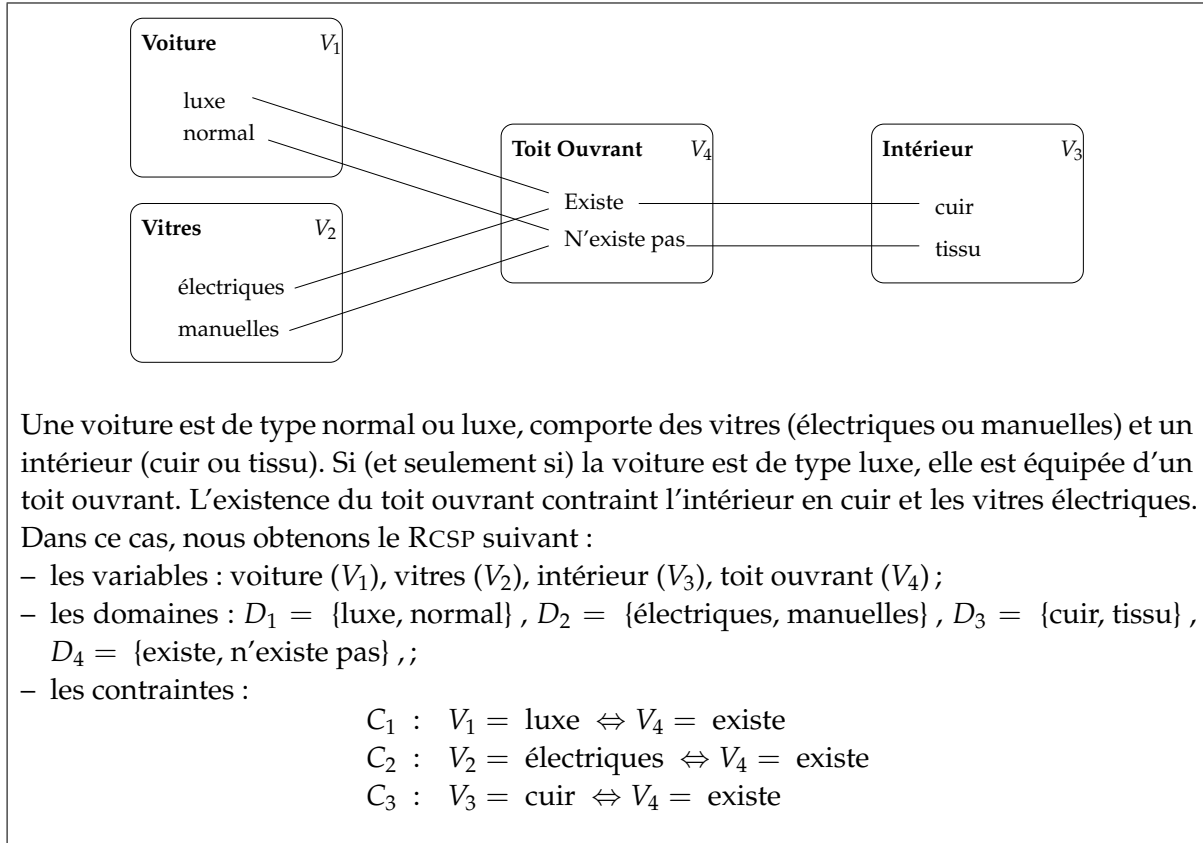 Voiture V1
luxe
normal
Vitres V2
électriques
manuelles
Toit Ouvrant V4
Existe
N'existe pas
Intérieur V3
cuir
tissu
Une voiture est de type normal ou luxe, comporte des vitres (électriques ou manuelles) et un
intérieur (cuir ou tissu). Si (et seulement si) la voiture est de type luxe, elle est équipée d'un
toit ouvrant. L'existence du toit ouvrant contraint l'intérieur en cuir et les vitres électriques.
Dans ce cas, nous obtenons le RCSP suivant :
– les variables : voiture (V1), vitres (V2), intérieur (V3), toit ouvrant (V4) ;
– les domaines : D1 = {luxe, normal} , D2 = {électriques, manuelles} , D3 = {cuir, tissu} ,
D4 = {existe, n'existe pas} , ;
– les contraintes :
C1 : V1 = luxe ⇔ V4 = existe
C2 : V2 = électriques ⇔ V4 = existe
C3 : V3 = cuir ⇔ V4 = existe